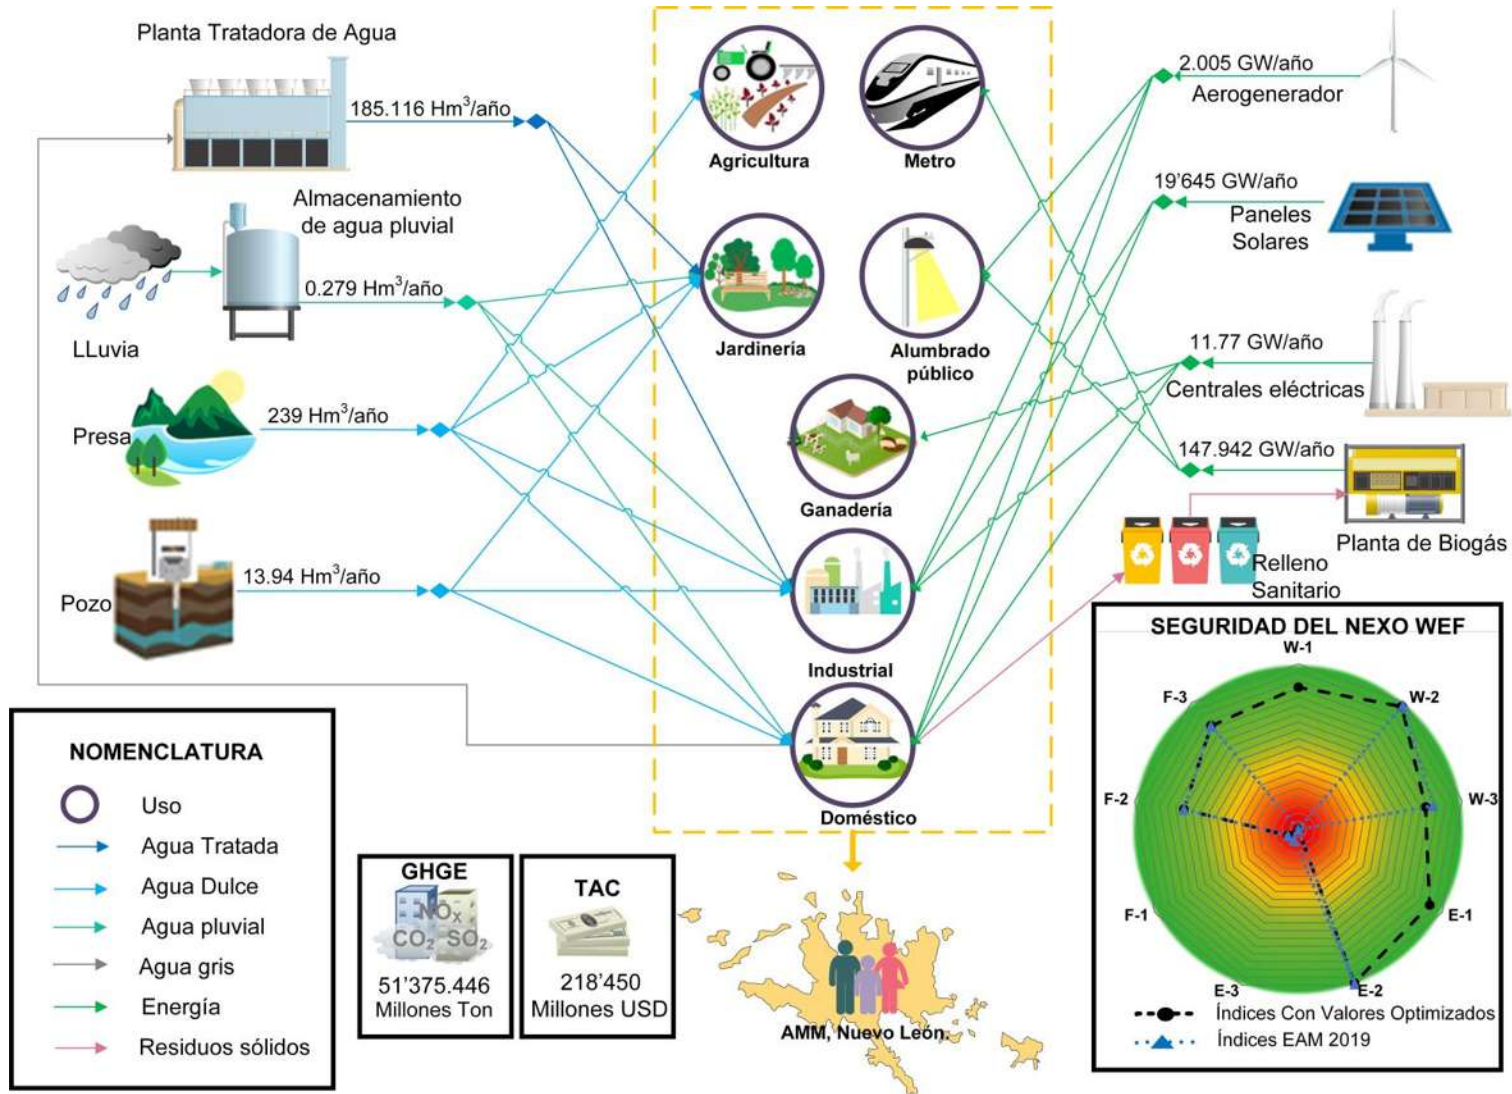 Planta Tratadora de Agua
185.116 Hm³/año
Almacenamiento
de agua pluvial
0.279 Hm³/año
LLuvia
Presa
239 Hm³/año
Pozo
13.94 Hm³/año
Agricultura
Metro
Jardinería
Alumbrado
público
Ganadería
Industrial
Doméstico
2.005 GW/año
Aerogenerador
19'645 GW/año
Paneles
Solares
11.77 GW/año
Centrales eléctricas
147.942 GW/año
Planta de Biogás
Relleno
Sanitario
NOMENCLATURA
Uso
Agua Tratada
Agua Dulce
Agua pluvial
Agua gris
Energía
Residuos sólidos
GHGE
NOX
CO2 SO2
51'375.446
Millones Ton
TAC
218'450
Millones USD
AMM, Nuevo León.
SEGURIDAD DEL NEXO WEF
W-1
W-2
W-3
E-1
E-2
E-3
F-1
F-2
F-3
Índices Con Valores Optimizados
Índices EAM 2019